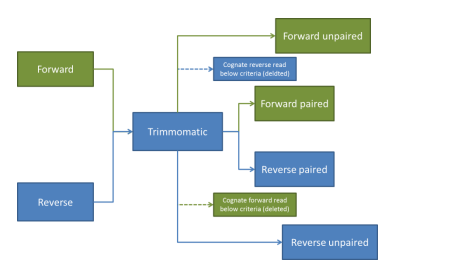 Forward unpaired
Forward
Cognate reverse read
below criteria (deldted)
Forward paired
Trimmomatic
Reverse paired
Reverse
Cognate forward read
below criteria (deleted)
Reverse unpaired